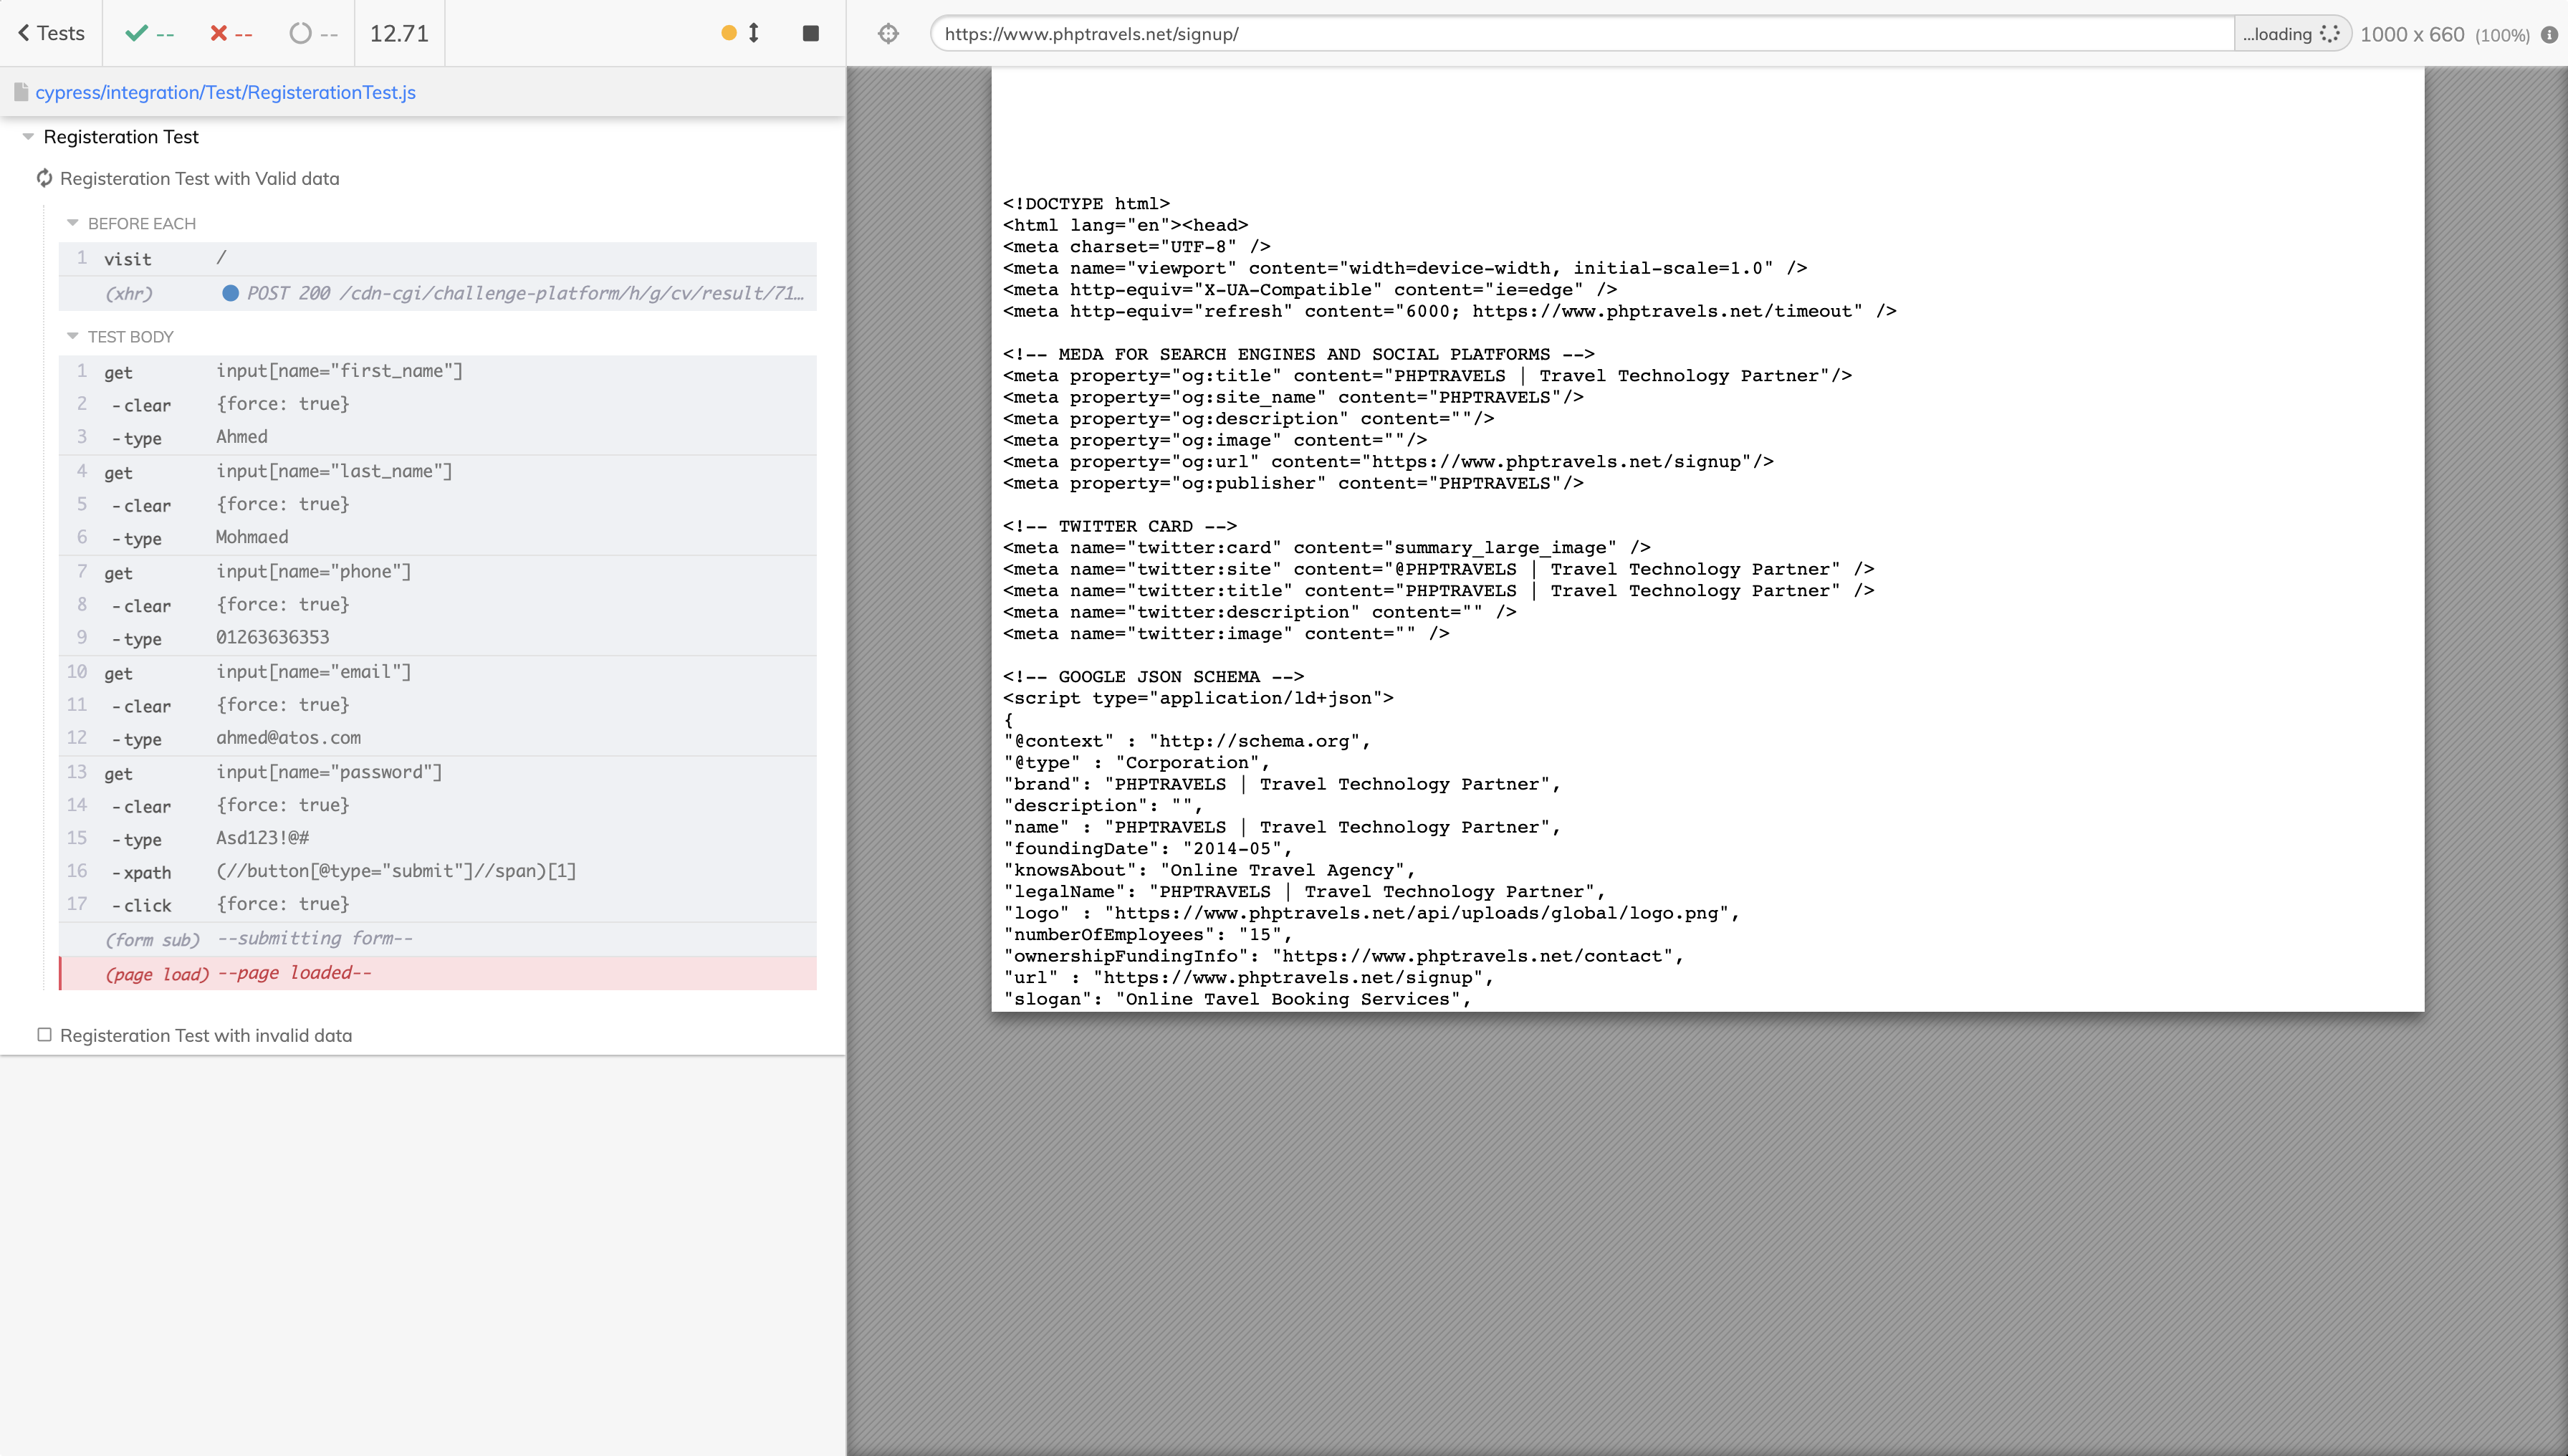 Tests
--
--
--
12.71
https://www.phptravels.net/signup/
...loading
1000 x 660 (100%)
cypress/integration/Test/RegisterationTest.js
Registeration Test
Registeration Test with Valid data
BEFORE EACH
1 visit /
(xhr) POST 200 /cdn-cgi/challenge-platform/h/g/cv/result/71...
TEST BODY
1 get input[name="first_name"]
2 -clear {force: true}
3 -type Ahmed
4 get input[name="last_name"]
5 -clear {force: true}
6 -type Mohmaed
7 get input[name="phone"]
8 -clear {force: true}
9 -type 01263636353
10 get input[name="email"]
11 -clear {force: true}
12 -type ahmed@atos.com
13 get input[name="password"]
14 -clear {force: true}
15 -type Asd123!@#
16 -xpath (//button[@type="submit"]//span)[1]
17 -click {force: true}
(form sub) --submitting form--
(page load) --page loaded--
Registeration Test with invalid data
<!DOCTYPE html>
<html lang="en"><head>
<meta charset="UTF-8" />
<meta name="viewport" content="width=device-width, initial-scale=1.0" />
<meta http-equiv="X-UA-Compatible" content="ie=edge" />
<meta http-equiv="refresh" content="6000; https://www.phptravels.net/timeout" />
<!-- MEDA FOR SEARCH ENGINES AND SOCIAL PLATFORMS -->
<meta property="og:title" content="PHPTRAVELS | Travel Technology Partner"/>
<meta property="og:site_name" content="PHPTRAVELS"/>
<meta property="og:description" content=""/>
<meta property="og:image" content=""/>
<meta property="og:url" content="https://www.phptravels.net/signup"/>
<meta property="og:publisher" content="PHPTRAVELS"/>
<!-- TWITTER CARD -->
<meta name="twitter:card" content="summary_large_image" />
<meta name="twitter:site" content="@PHPTRAVELS | Travel Technology Partner" />
<meta name="twitter:title" content="PHPTRAVELS | Travel Technology Partner" />
<meta name="twitter:description" content="" />
<meta name="twitter:image" content="" />
<!-- GOOGLE JSON SCHEMA -->
<script type="application/ld+json">
{
"@context" : "http://schema.org",
"@type" : "Corporation",
"brand": "PHPTRAVELS | Travel Technology Partner",
"description": "",
"name" : "PHPTRAVELS | Travel Technology Partner",
"foundingDate": "2014-05",
"knowsAbout": "Online Travel Agency",
"legalName": "PHPTRAVELS | Travel Technology Partner",
"logo" : "https://www.phptravels.net/api/uploads/global/logo.png",
"numberOfEmployees": "15",
"ownershipFundingInfo": "https://www.phptravels.net/contact",
"url" : "https://www.phptravels.net/signup",
"slogan": "Online Tavel Booking Services",